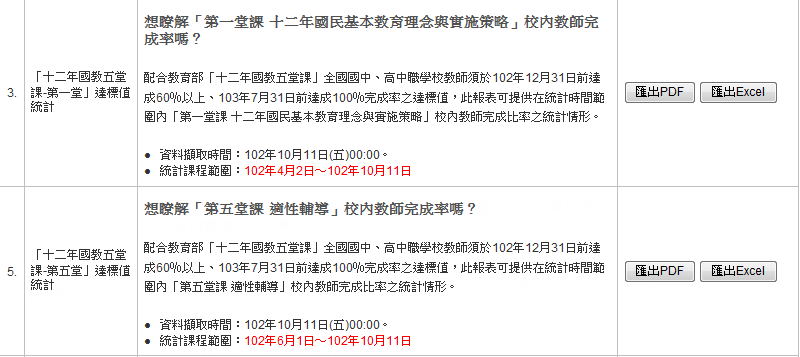 想瞭解「第一堂課 十二年國民基本教育理念與實施策略」校內教師完
成率嗎？
3.
「十二年國教五堂
課-第一堂」達標值
統計
配合教育部「十二年國教五堂課」全國國中、高中職學校教師須於102年12月31日前達
成60%以上、103年7月31日前達成100%完成率之達標值，此報表可提供在統計時間範
圍內「第一堂課 十二年國民基本教育理念與實施策略」校內教師完成比率之統計情形。
● 資料擷取時間：102年10月11日(五)00:00。
● 統計課程範圍：102年4月2日～102年10月11日
匯出PDF 匯出Excel
想瞭解「第五堂課 適性輔導」校內教師完成率嗎？
5.
「十二年國教五堂
課-第五堂」達標值
統計
配合教育部「十二年國教五堂課」全國國中、高中職學校教師須於102年12月31日前達
成60%以上、103年7月31日前達成100%完成率之達標值，此報表可提供在統計時間範
圍內「第五堂課 適性輔導」校內教師完成比率之統計情形。
● 資料擷取時間：102年10月11日(五)00:00。
● 統計課程範圍：102年6月1日～102年10月11日
匯出PDF 匯出Excel